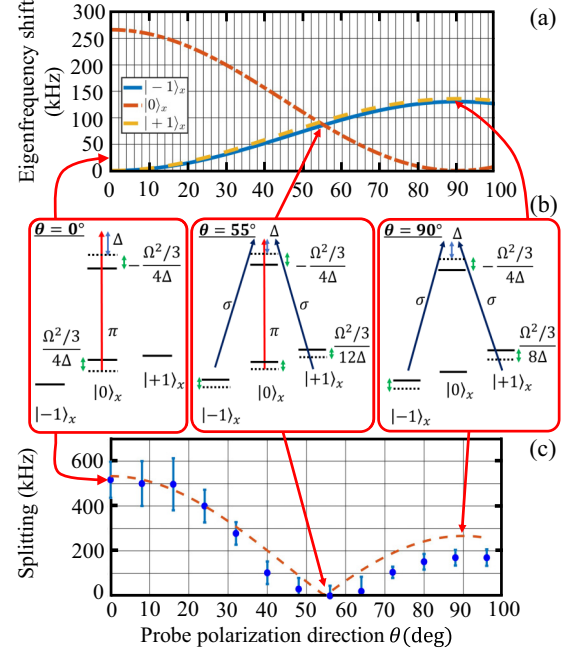 (a)
Eigenfrequency shift
(kHz)
300
250
200
150
100
50
0
|−1⟩ₓ
|0⟩ₓ
|+1⟩ₓ
0 10 20 30 40 50 60 70 80 90 100
(b)
θ = 0°
Δ
−Ω²/3 / 4Δ
Ω²/3 / 4Δ
π
|−1⟩ₓ
|0⟩ₓ
|+1⟩ₓ
θ = 55°
Δ
−Ω²/3 / 4Δ
σ
π
σ
Ω²/3 / 12Δ
|−1⟩ₓ
|0⟩ₓ
|+1⟩ₓ
θ = 90°
Δ
−Ω²/3 / 4Δ
σ
σ
Ω²/3 / 8Δ
|−1⟩ₓ
|0⟩ₓ
|+1⟩ₓ
(c)
Splitting (kHz)
600
400
200
0
0 10 20 30 40 50 60 70 80 90 100
Probe polarization direction θ(deg)